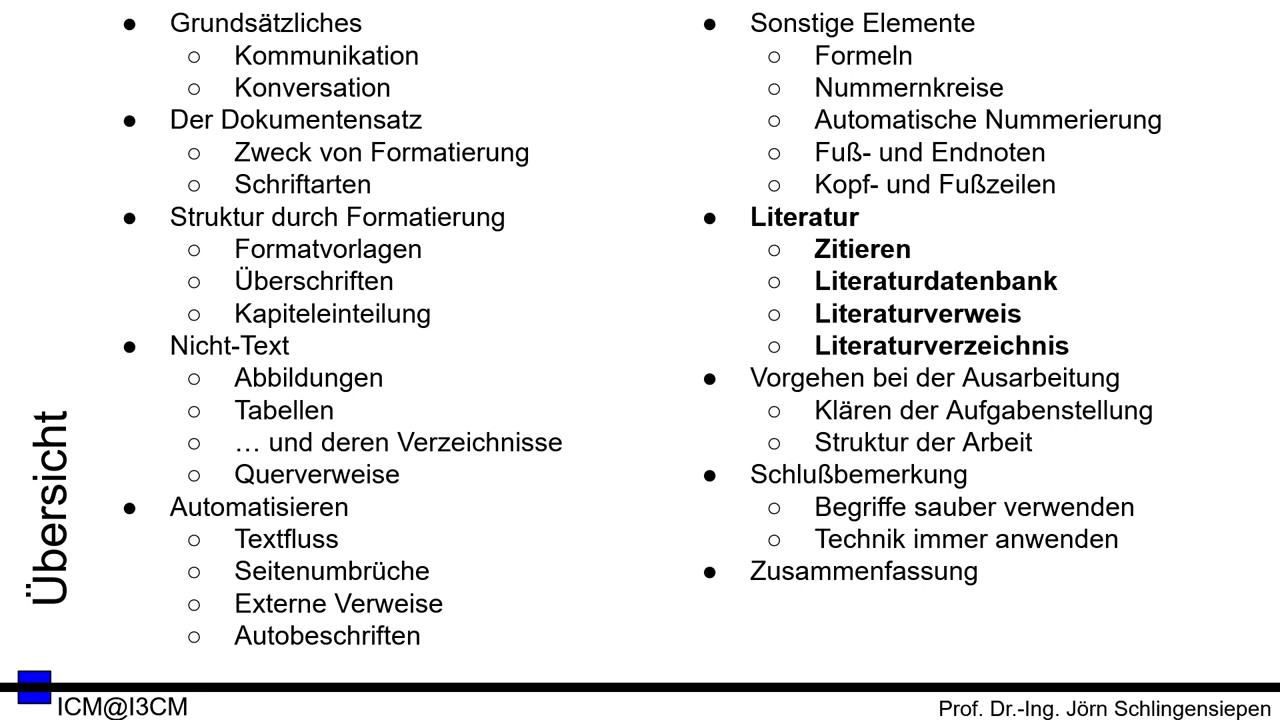 Übersicht
● Grundsätzliches
○ Kommunikation
○ Konversation
● Der Dokumentensatz
○ Zweck von Formatierung
○ Schriftarten
● Struktur durch Formatierung
○ Formatvorlagen
○ Überschriften
○ Kapiteleinteilung
● Nicht-Text
○ Abbildungen
○ Tabellen
○ … und deren Verzeichnisse
○ Querverweise
● Automatisieren
○ Textfluss
○ Seitenumbrüche
○ Externe Verweise
○ Autobeschriften
● Sonstige Elemente
○ Formeln
○ Nummernkreise
○ Automatische Nummerierung
○ Fuß- und Endnoten
○ Kopf- und Fußzeilen
● Literatur
○ Zitieren
○ Literaturdatenbank
○ Literaturverweis
○ Literaturverzeichnis
● Vorgehen bei der Ausarbeitung
○ Klären der Aufgabenstellung
○ Struktur der Arbeit
● Schlußbemerkung
○ Begriffe sauber verwenden
○ Technik immer anwenden
● Zusammenfassung
ICM@I3CM
Prof. Dr.-Ing. Jörn Schlingensiepen